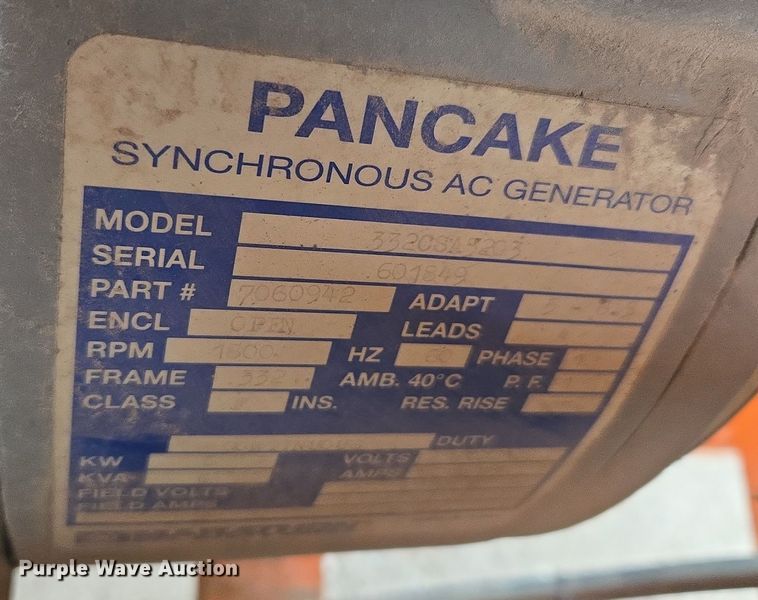 PANCAKE
SYNCHRONOUS AC GENERATOR
MODEL
SERIAL 601849
PART # 7060942 ADAPT
ENCL OPEN LEADS
RPM 1800 HZ 60 PHASE
FRAME 332 AMB. 40°C P.F.
CLASS INS. RES. RISE
DUTY
KW VOLTS
KVA AMPS
FIELD VOLTS
FIELD AMPS
Purple Wave Auction